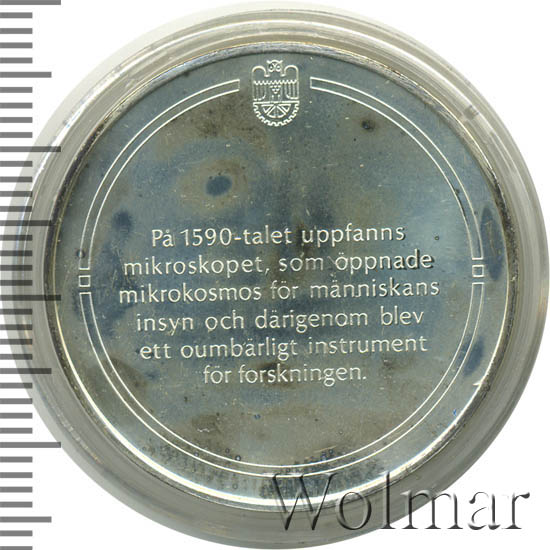 På 1590-talet uppfanns
mikroskopet, som öppnade
mikrokosmos för människans
insyn och därigenom blev
ett oumbärligt instrument
för forskningen.
Wolmar